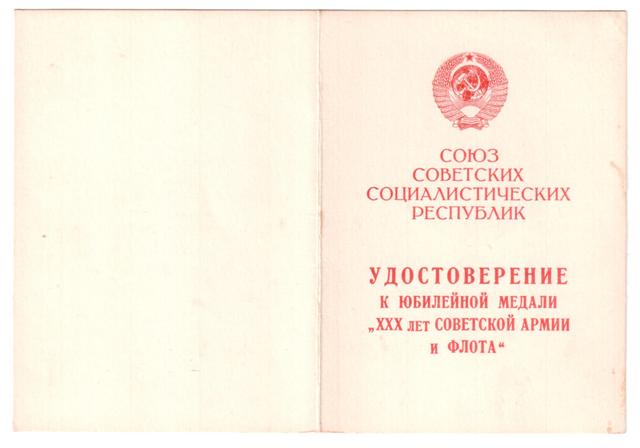 СОЮЗ
СОВЕТСКИХ
СОЦИАЛИСТИЧЕСКИХ
РЕСПУБЛИК
УДОСТОВЕРЕНИЕ
К ЮБИЛЕЙНОЙ МЕДАЛИ
„XXX лет СОВЕТСКОЙ АРМИИ
и ФЛОТА“